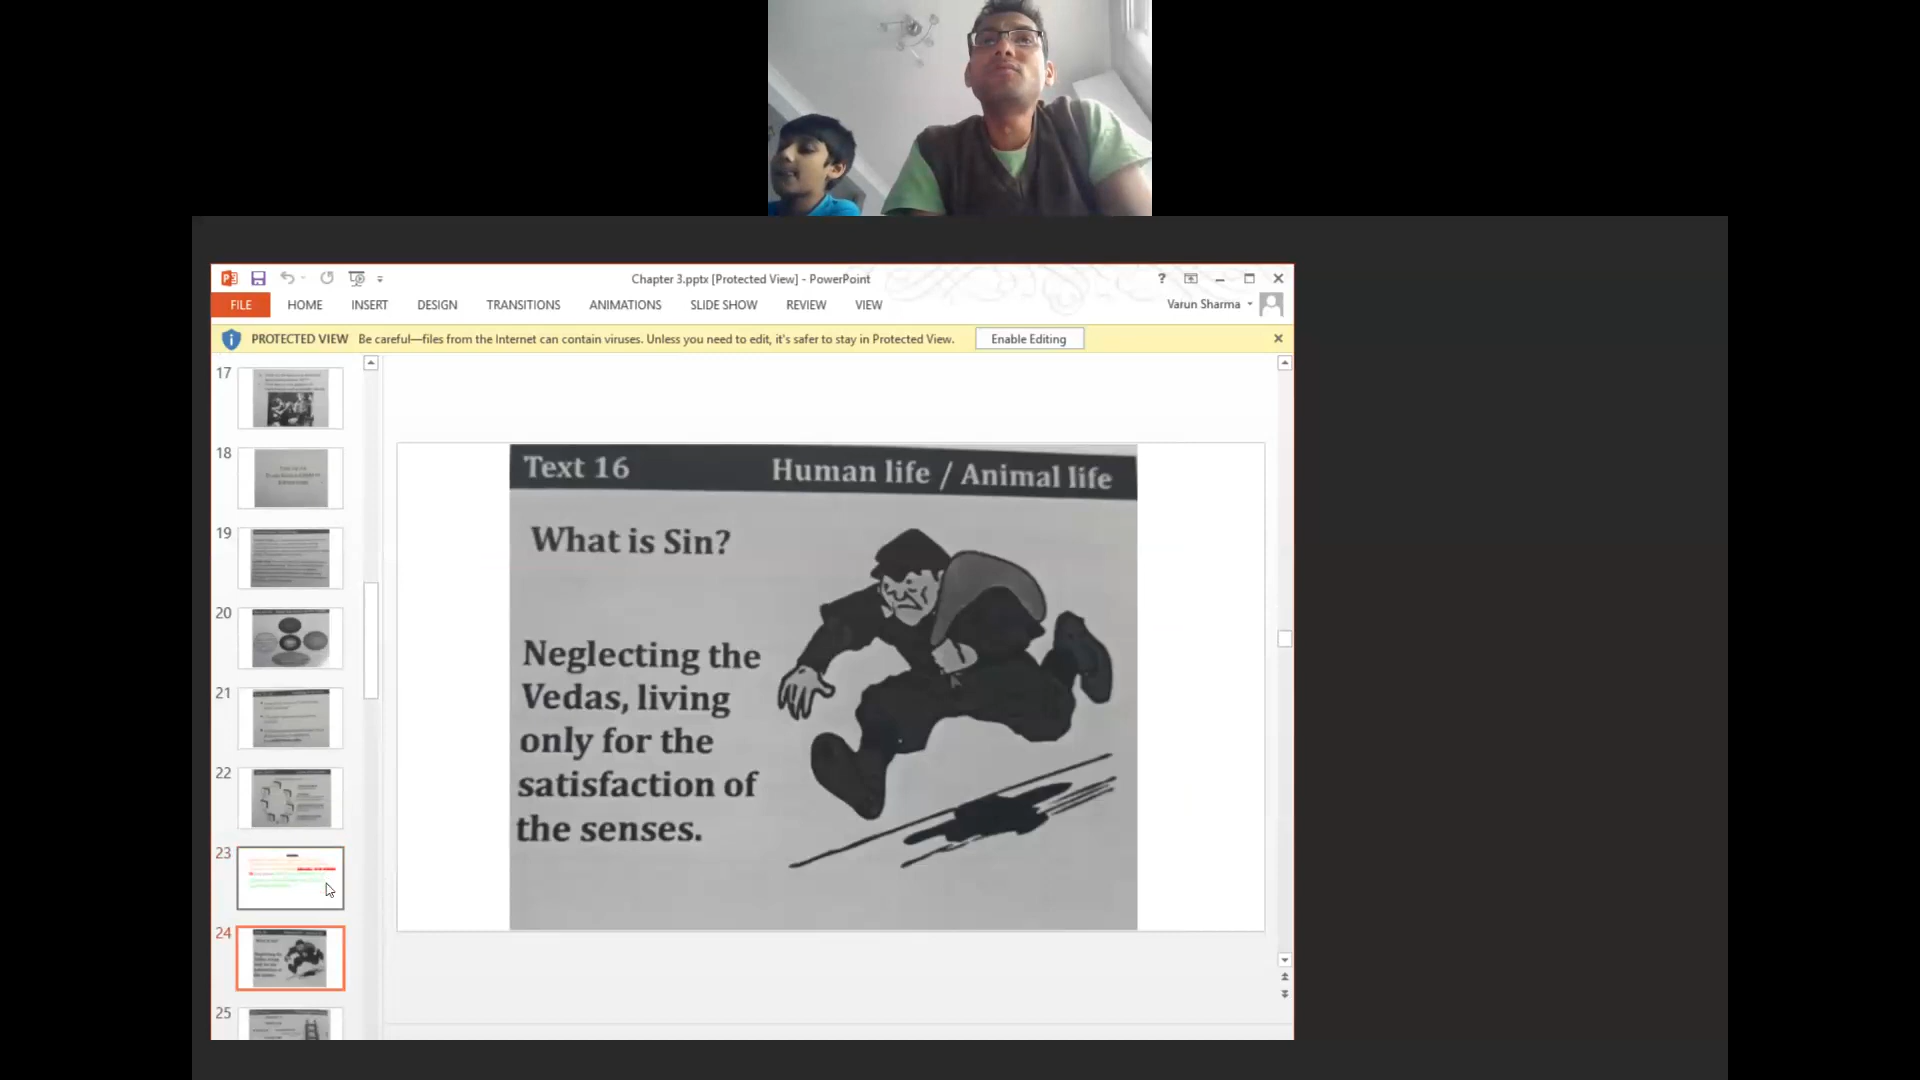 Chapter 3.pptx [Protected View] - PowerPoint
?
FILE HOME INSERT DESIGN TRANSITIONS ANIMATIONS SLIDE SHOW REVIEW VIEW
Varun Sharma
PROTECTED VIEW Be careful—files from the Internet can contain viruses. Unless you need to edit, it's safer to stay in Protected View.
Enable Editing
17
18
19
20
21
22
23
24
25
Text 16
Human life / Animal life
What is Sin?
Neglecting the
Vedas, living
only for the
satisfaction of
the senses.